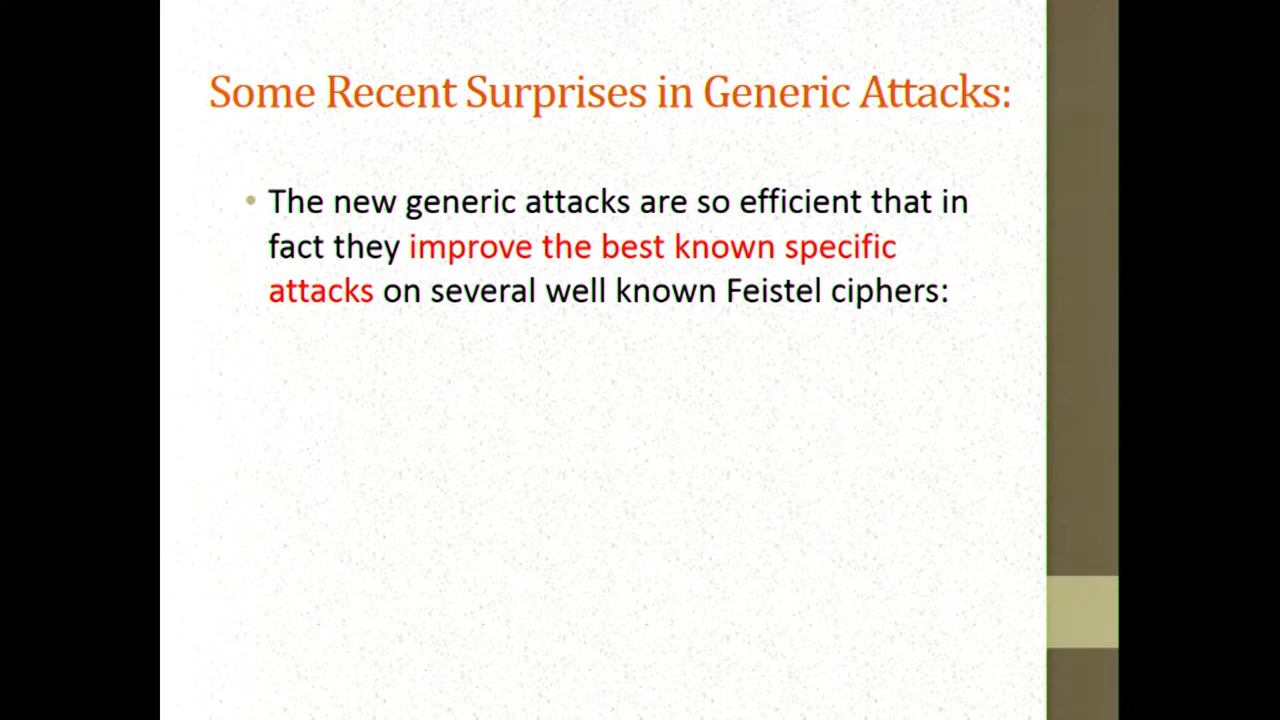 Some Recent Surprises in Generic Attacks:
• The new generic attacks are so efficient that in
fact they improve the best known specific
attacks on several well known Feistel ciphers: